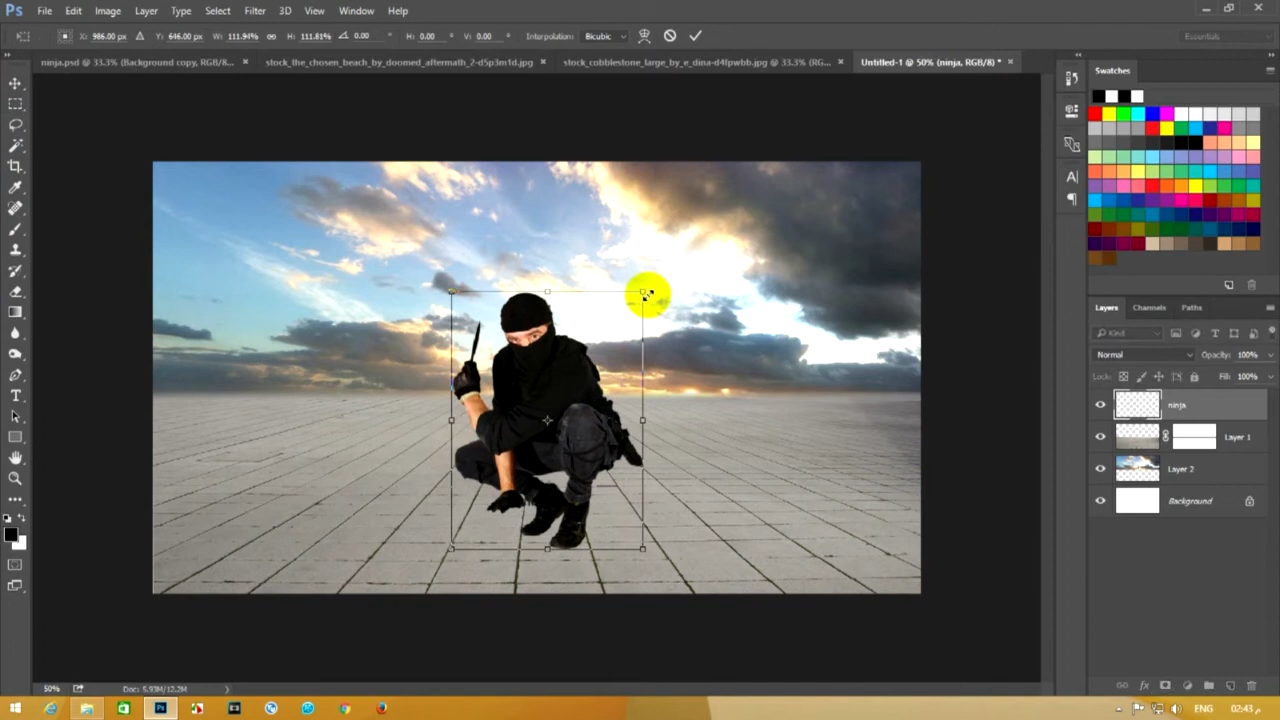 Ps File Edit Image Layer Type Select Filter 3D View Window Help
X: 986.00 px Y: 646.00 px W: 111.94% H: 111.81% 0.00 ° H: 0.00 ° V: 0.00 ° Interpolation: Bicubic Essentials
ninja.psd @ 33.3% (Background copy, RGB/8... × stock_the_chosen_beach_by_doomed_aftermath_2-d5p3m1d.jpg × stock_cobblestone_large_by_e_dina-d4fpwbb.jpg @ 33.3% (RG... × Untitled-1 @ 50% (ninja, RGB/8) * ×
Swatches
Layers Channels Paths
Kind
Normal Opacity: 100%
Lock: Fill: 100%
ninja
Layer 1
Layer 2
Background
50% Doc: 5.93M/12.2M
ENG 02:43 م